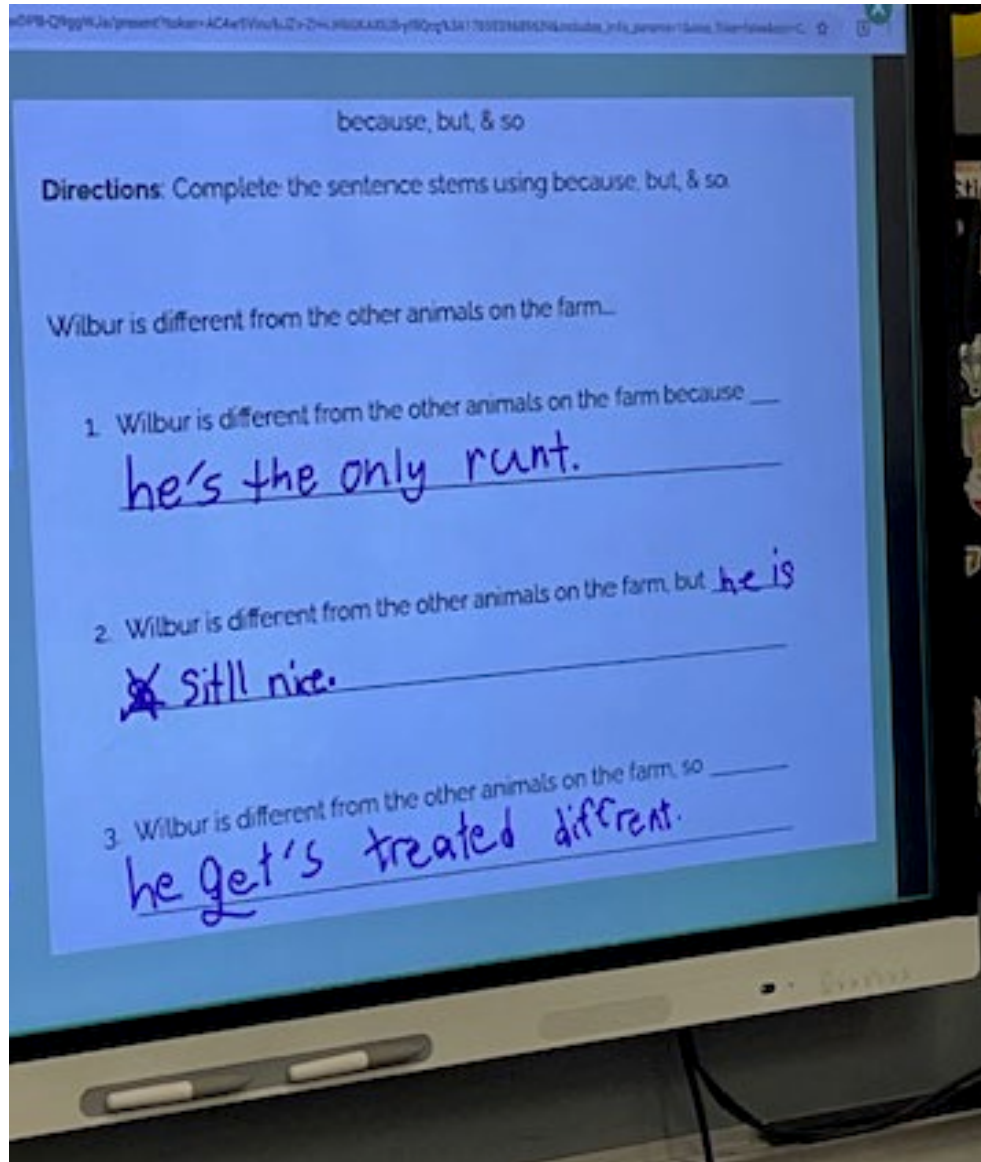 because, but, & so
Directions: Complete the sentence stems using because, but, & so.
Wilbur is different from the other animals on the farm...
1. Wilbur is different from the other animals on the farm because __
he's the only runt.
2. Wilbur is different from the other animals on the farm, but he is
sitll nice.
3. Wilbur is different from the other animals on the farm, so ____
he get's treated diffrent.